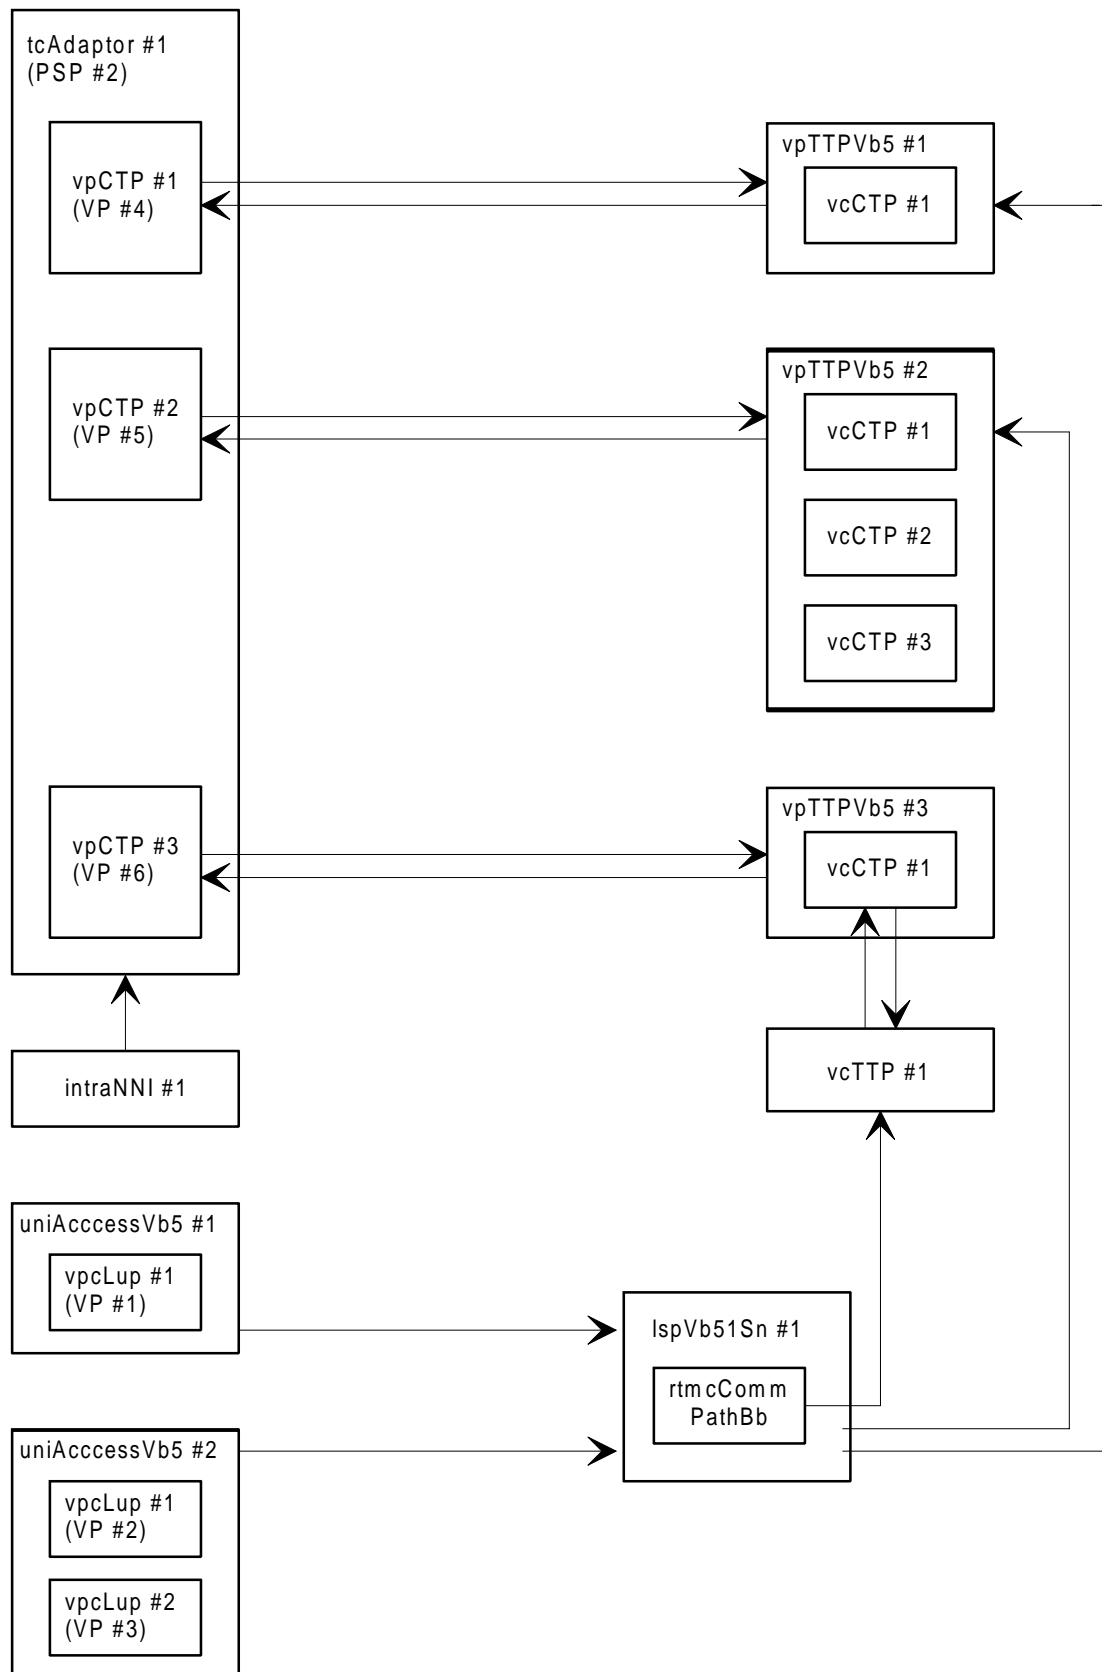 tcAdaptor #1
(PSP #2)
vpCTP #1
(VP #4)
vpTTPVb5 #1
vcCTP #1
vpCTP #2
(VP #5)
vpTTPVb5 #2
vcCTP #1
vcCTP #2
vcCTP #3
vpCTP #3
(VP #6)
vpTTPVb5 #3
vcCTP #1
intraNNI #1
vcTTP #1
uniAcccessVb5 #1
vpcLup #1
(VP #1)
lspVb51Sn #1
rtmcComm
PathBb
uniAcccessVb5 #2
vpcLup #1
(VP #2)
vpcLup #2
(VP #3)